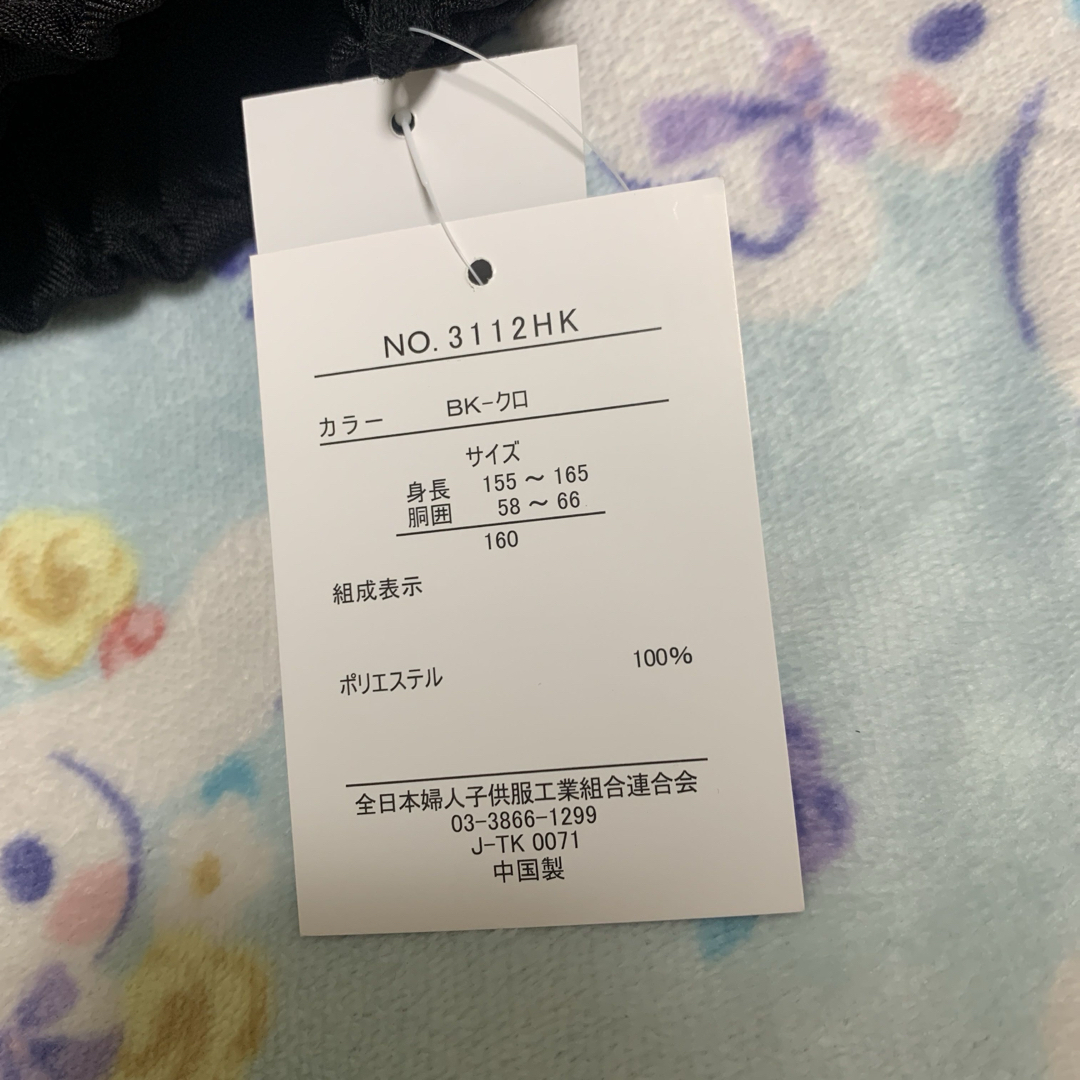 NO. 3112HK
カラー BK-クロ
サイズ
身長 155 ～ 165
胴囲 58 ～ 66
160
組成表示
ポリエステル 100%
全日本婦人子供服工業組合連合会
03-3866-1299
J-TK 0071
中国製